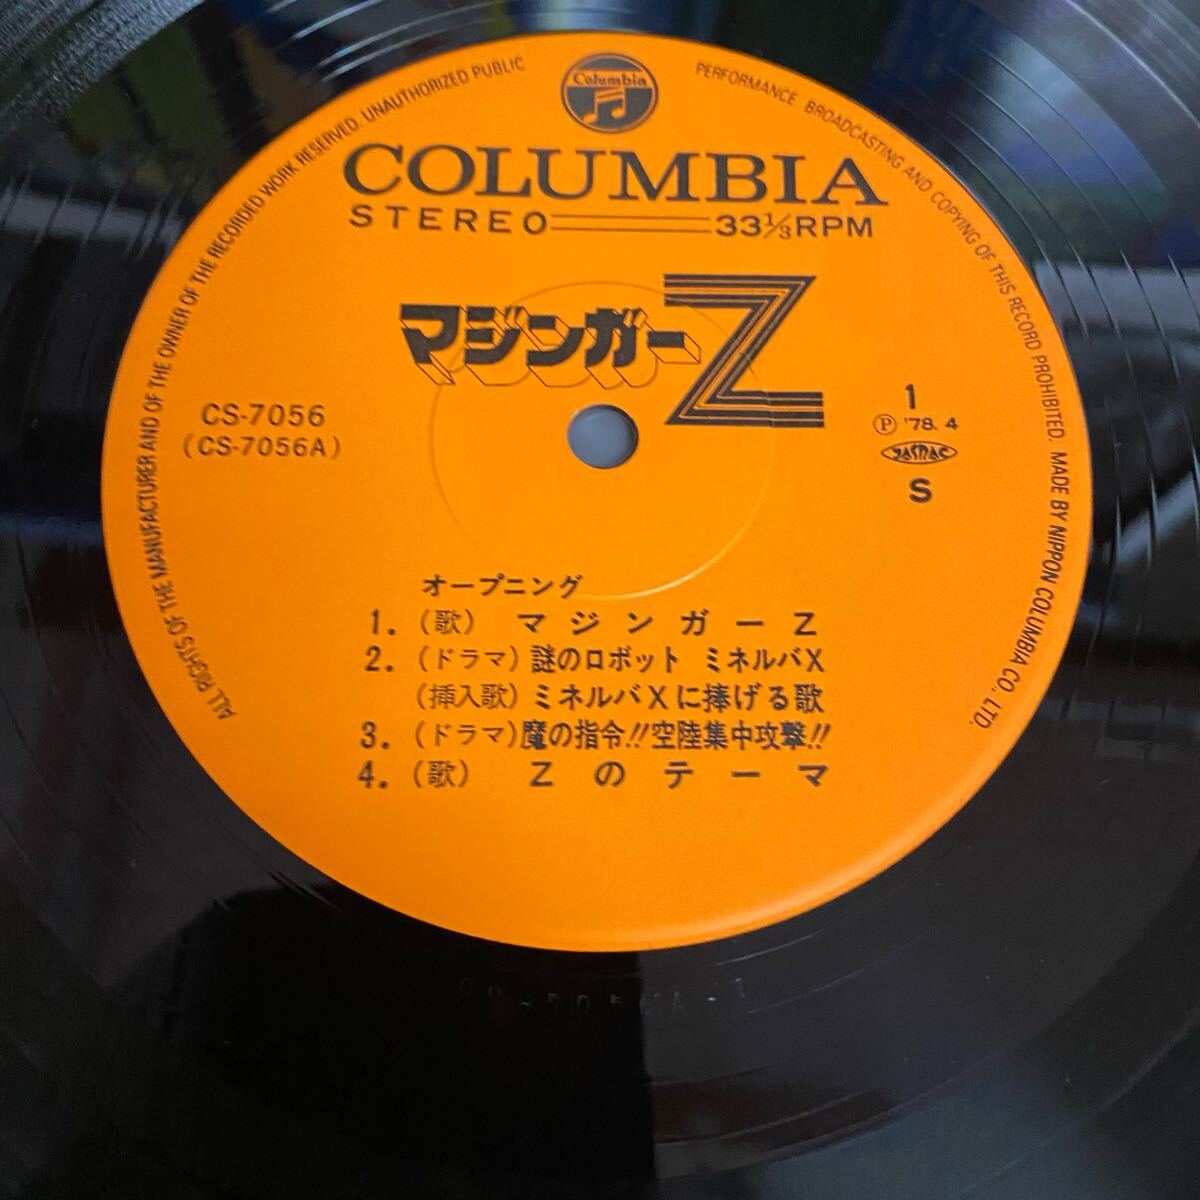 ALL RIGHTS OF THE MANUFACTURER AND OF THE OWNER OF THE RECORDED WORK RESERVED. UNAUTHORIZED PUBLIC PERFORMANCE BROADCASTING AND COPYING OF THIS RECORD PROHIBITED. MADE BY NIPPON COLUMBIA CO., LTD.
Columbia
COLUMBIA
STEREO 33⅓RPM
マジンガーZ
CS-7056
(CS-7056A)
1
Ⓟ '78.4
JASRAC
S
オープニング
1. (歌) マジンガーZ
2. (ドラマ) 謎のロボット ミネルバX
(挿入歌) ミネルバXに捧げる歌
3. (ドラマ) 魔の指令!!空陸集中攻撃!!
4. (歌) Zのテーマ